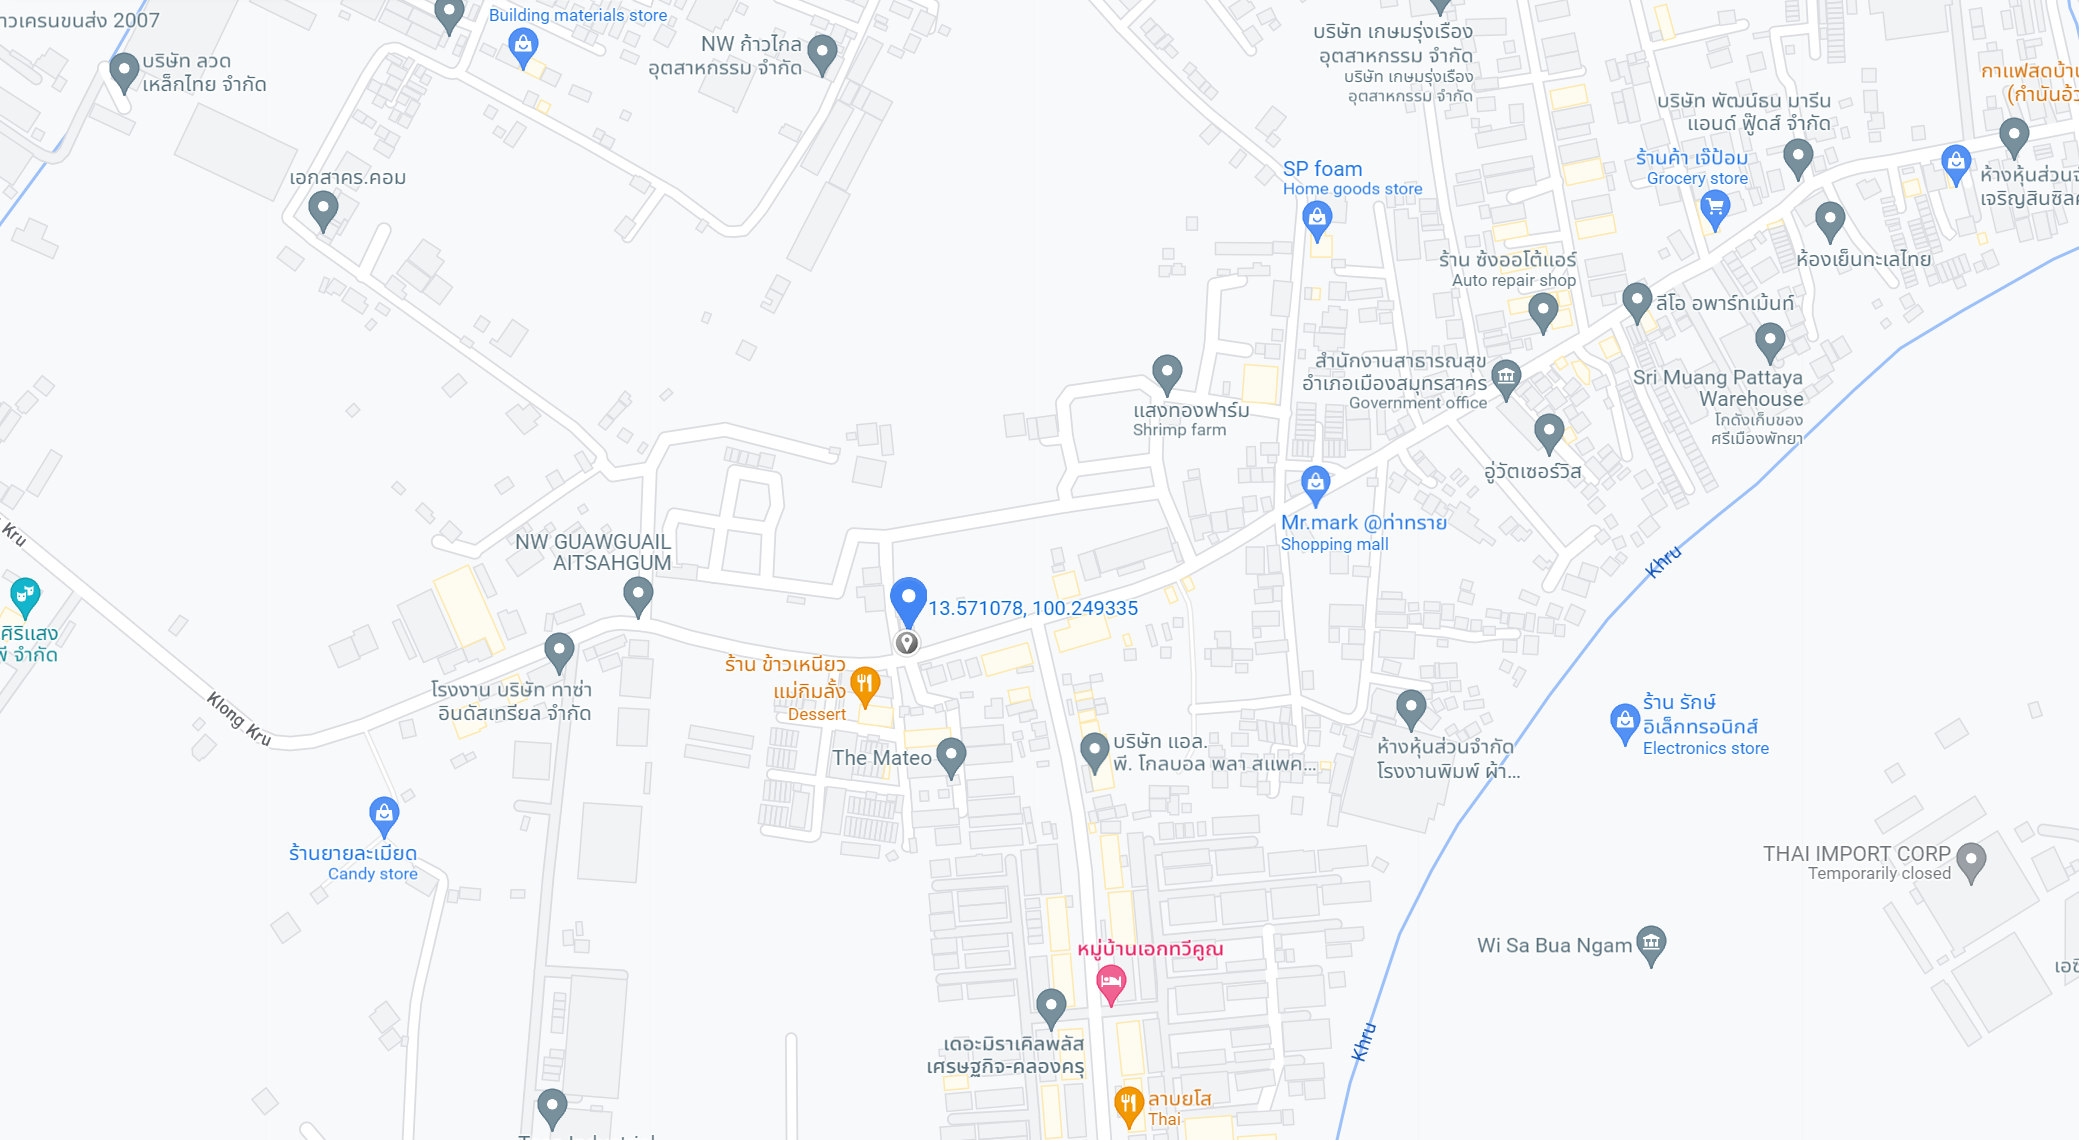 2007
Building materials store
บริษัท ลวด
เหล็กไทย จำกัด
NW ก้าวไกล
อุตสาหกรรม จำกัด
บริษัท เกษมรุ่งเรือง
อุตสาหกรรม จำกัด
บริษัท เกษมรุ่งเรือง
อุตสาหกรรม จำกัด
บริษัท พัฒน์ธน มารีน
แอนด์ ฟู้ดส์ จำกัด
กาแฟสดบ้าน
(กำนันอ้ว
ร้านค้า เจ๊ป้อม
Grocery store
ห้างหุ้นส่วนจ
เจริญสินซิลค
เอกสาคร.คอม
SP foam
Home goods store
ห้องเย็นทะเลไทย
ร้าน ซ้งออโต้แอร์
Auto repair shop
ลีโอ อพาร์ทเม้นท์
สำนักงานสาธารณสุข
อำเภอเมืองสมุทรสาคร
Government office
Sri Muang Pattaya
Warehouse
โกดังเก็บของ
ศรีเมืองพัทยา
แสงทองฟาร์ม
Shrimp farm
อู่วัตเซอร์วิส
Mr.mark @ท่าทราย
Shopping mall
Kru
NW GUAWGUAIL
AITSAHGUM
Khru
13.571078, 100.249335
ศิริแสง
พี จำกัด
ร้าน ข้าวเหนียว
แม่กิมลั้ง
Dessert
โรงงาน บริษัท ทาซ่า
อินดัสเทรียล จำกัด
Klong Kru
ร้าน รักษ์
อิเล็กทรอนิกส์
Electronics store
The Mateo
บริษัท แอล.
พี. โกลบอล พลา สแพค...
ห้างหุ้นส่วนจำกัด
โรงงานพิมพ์ ผ้า...
ร้านยายละเมียด
Candy store
THAI IMPORT CORP
Temporarily closed
หมู่บ้านเอกทวีคูณ
Wi Sa Bua Ngam
เอซิ
เดอะมิราเคิลพลัส
เศรษฐกิจ-คลองครุ
Khru
ลาบยโส
Thai